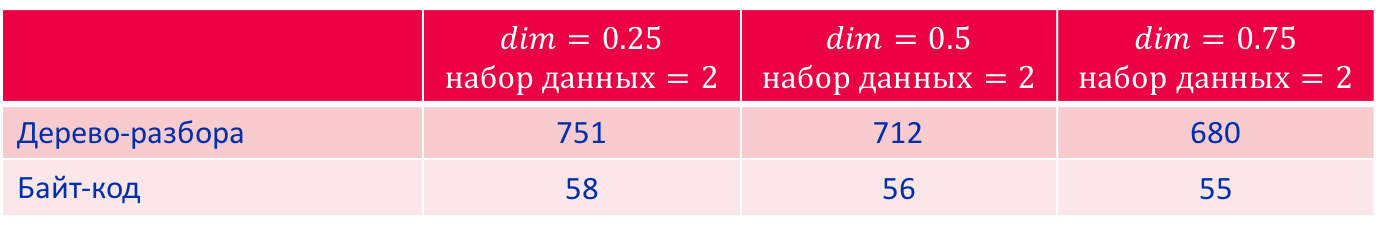 dim = 0.25 dim = 0.5 dim = 0.75
набор данных = 2 набор данных = 2 набор данных = 2
Дерево-разбора 751 712 680
Байт-код 58 56 55